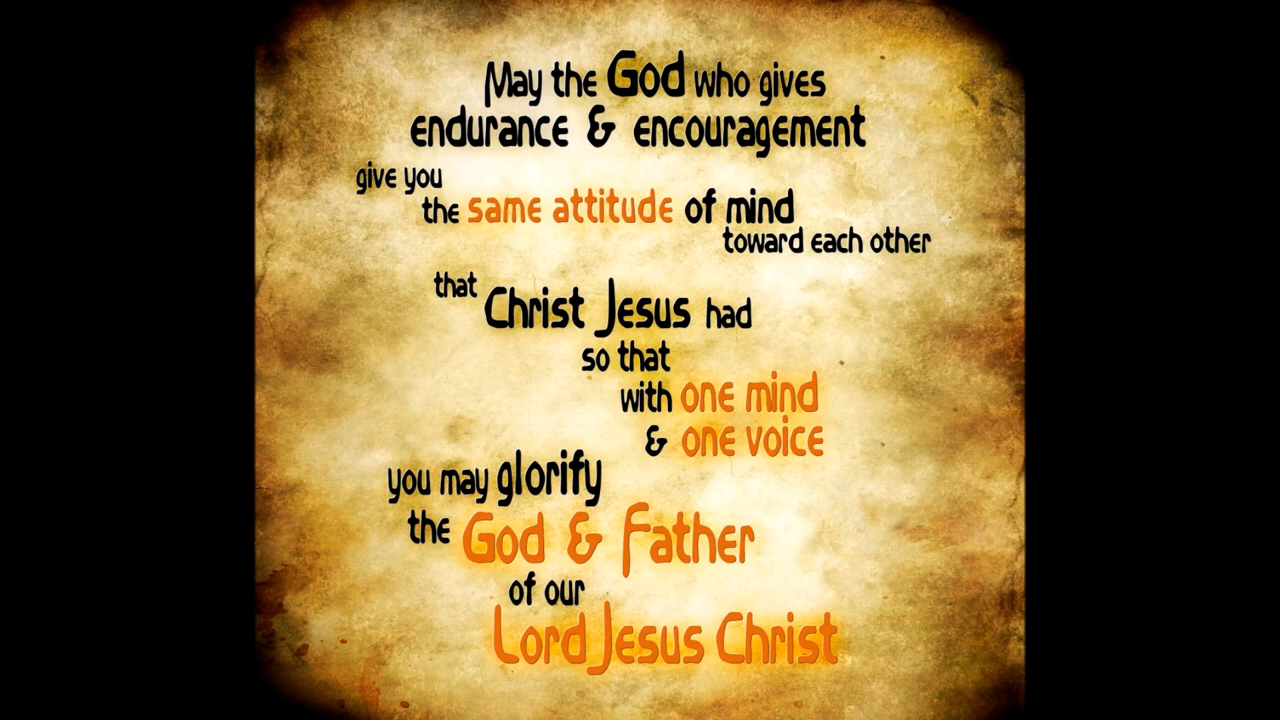 May the God who gives
endurance & encouragement
give you
the same attitude of mind
toward each other
that
Christ Jesus had
so that
with one mind
& one voice
you may glorify
the God & Father
of our
Lord Jesus Christ